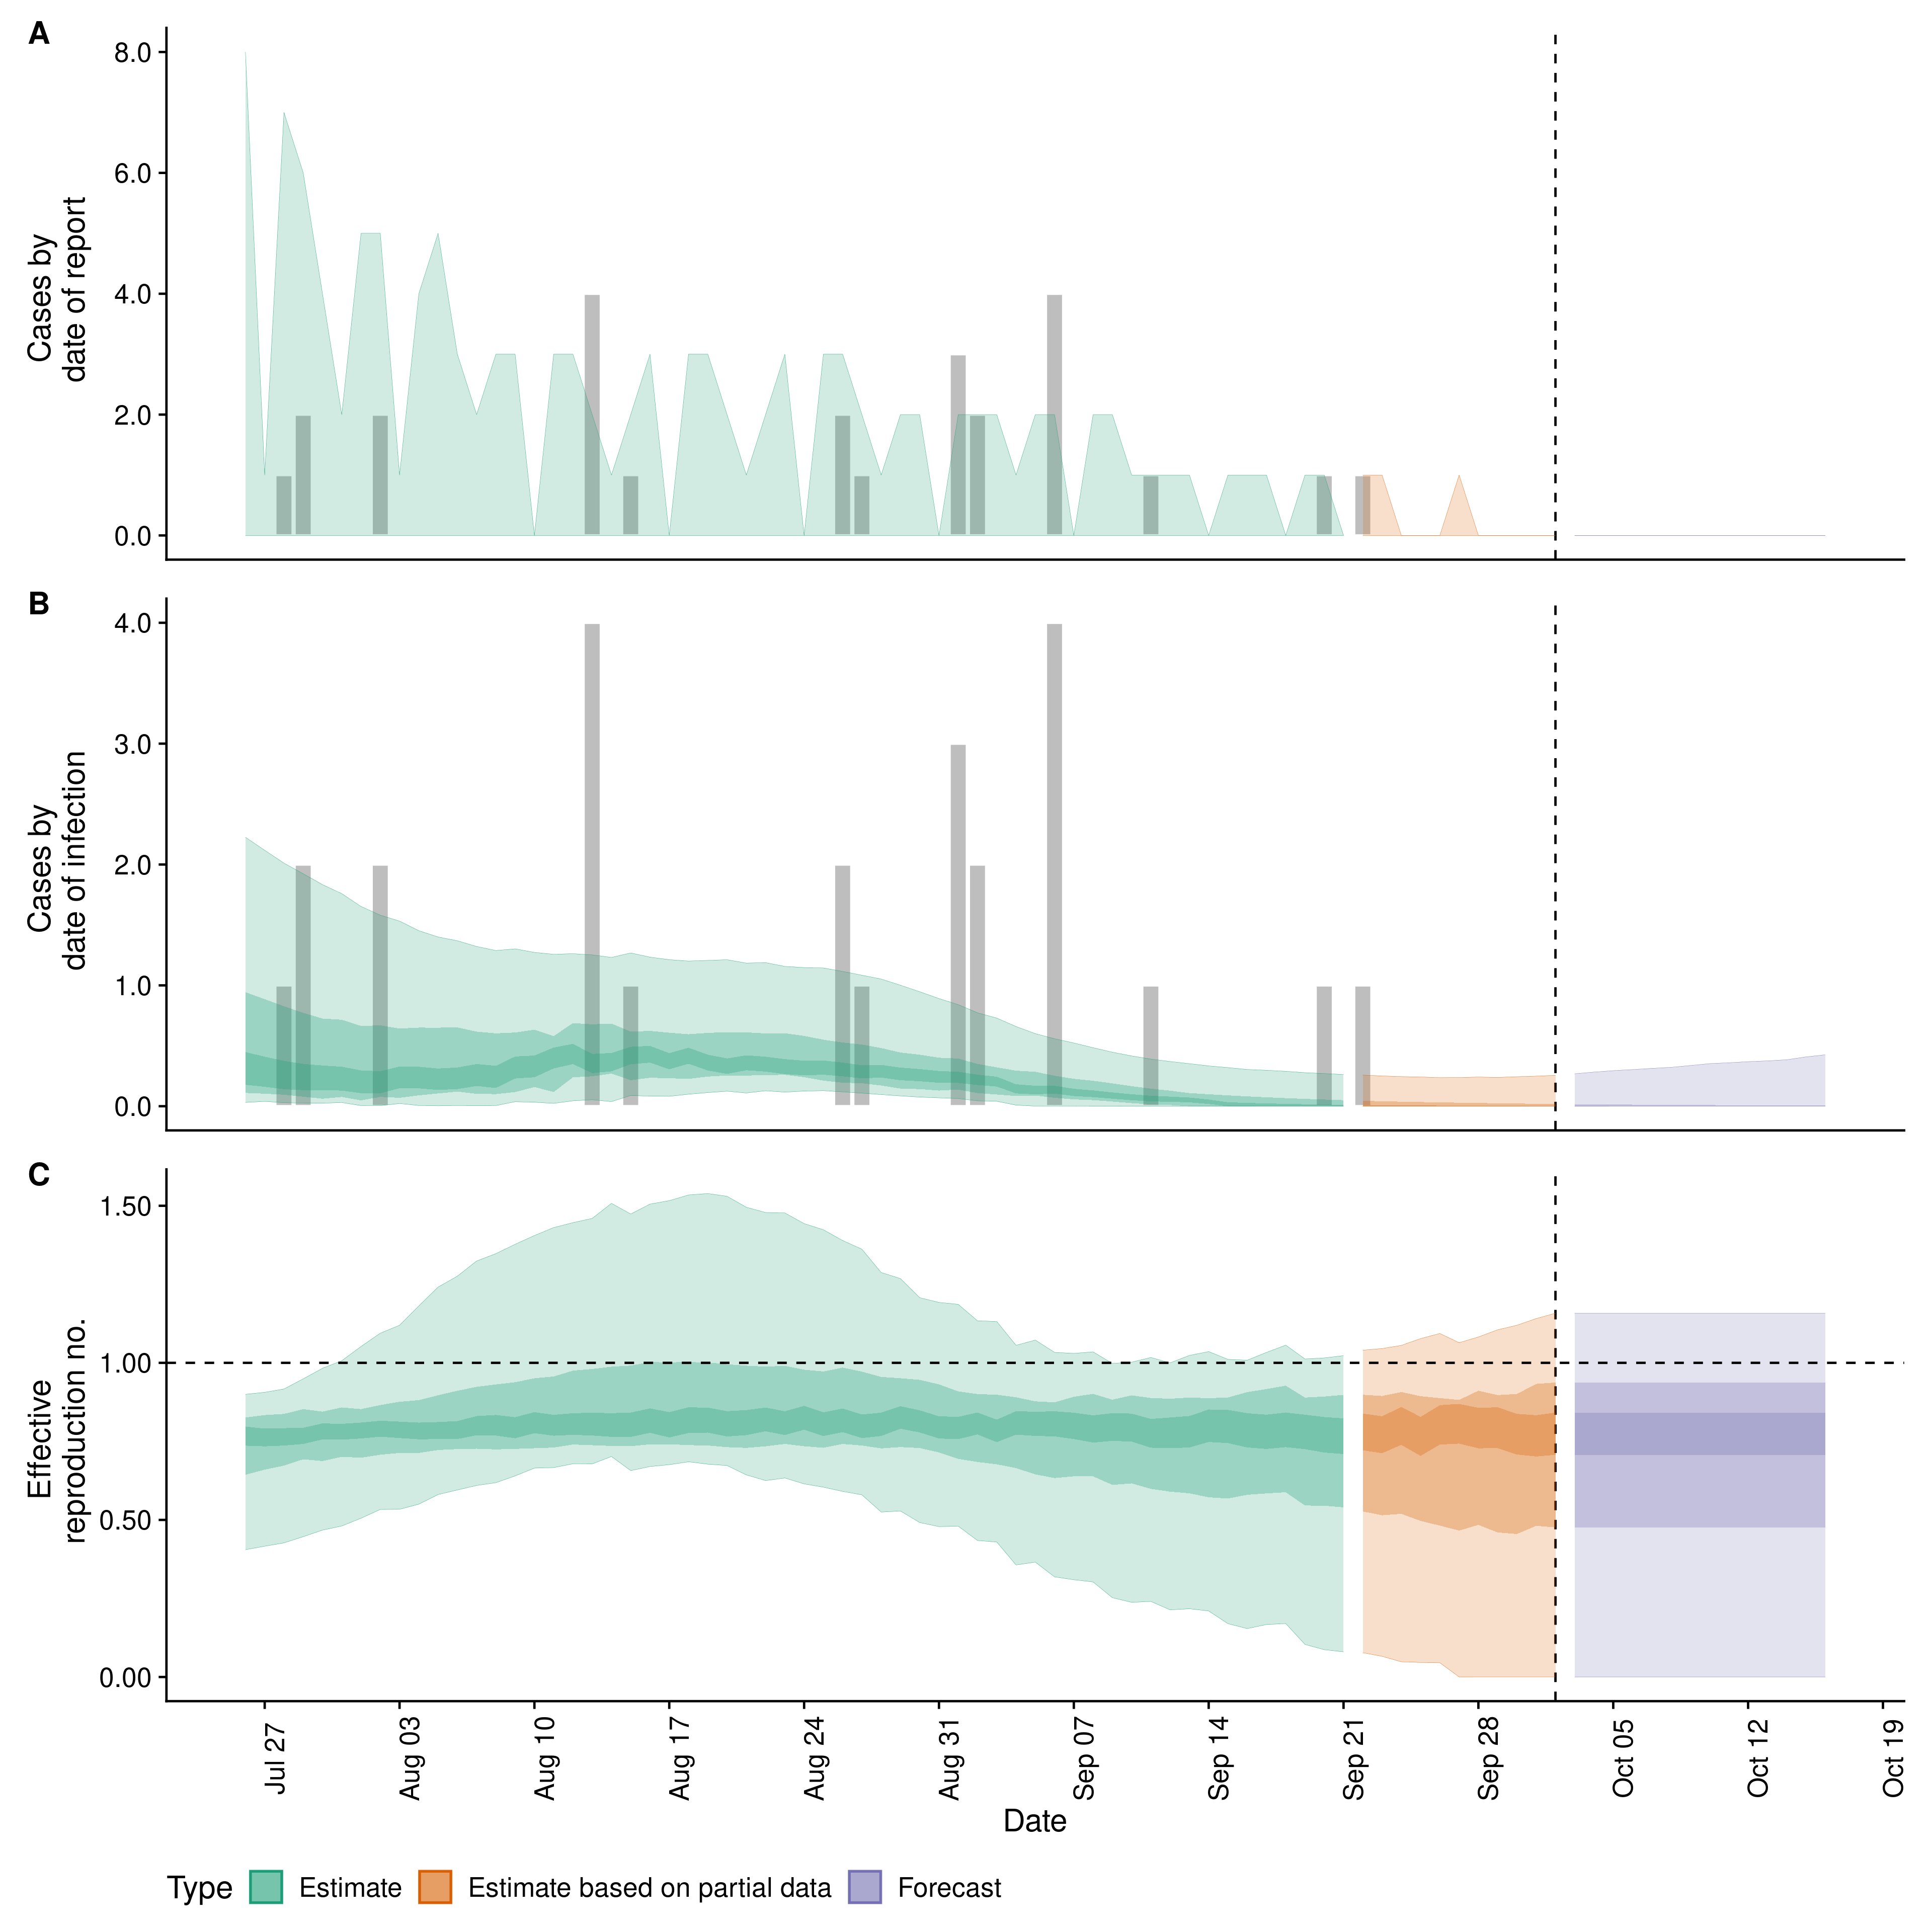 A
8.0
6.0
4.0
2.0
0.0
Cases by
date of report
B
4.0
3.0
2.0
1.0
0.0
Cases by
date of infection
C
1.50
1.00
0.50
0.00
Effective
reproduction no.
Jul 27
Aug 03
Aug 10
Aug 17
Aug 24
Aug 31
Sep 07
Sep 14
Sep 21
Sep 28
Oct 05
Oct 12
Oct 19
Date
Type Estimate Estimate based on partial data Forecast